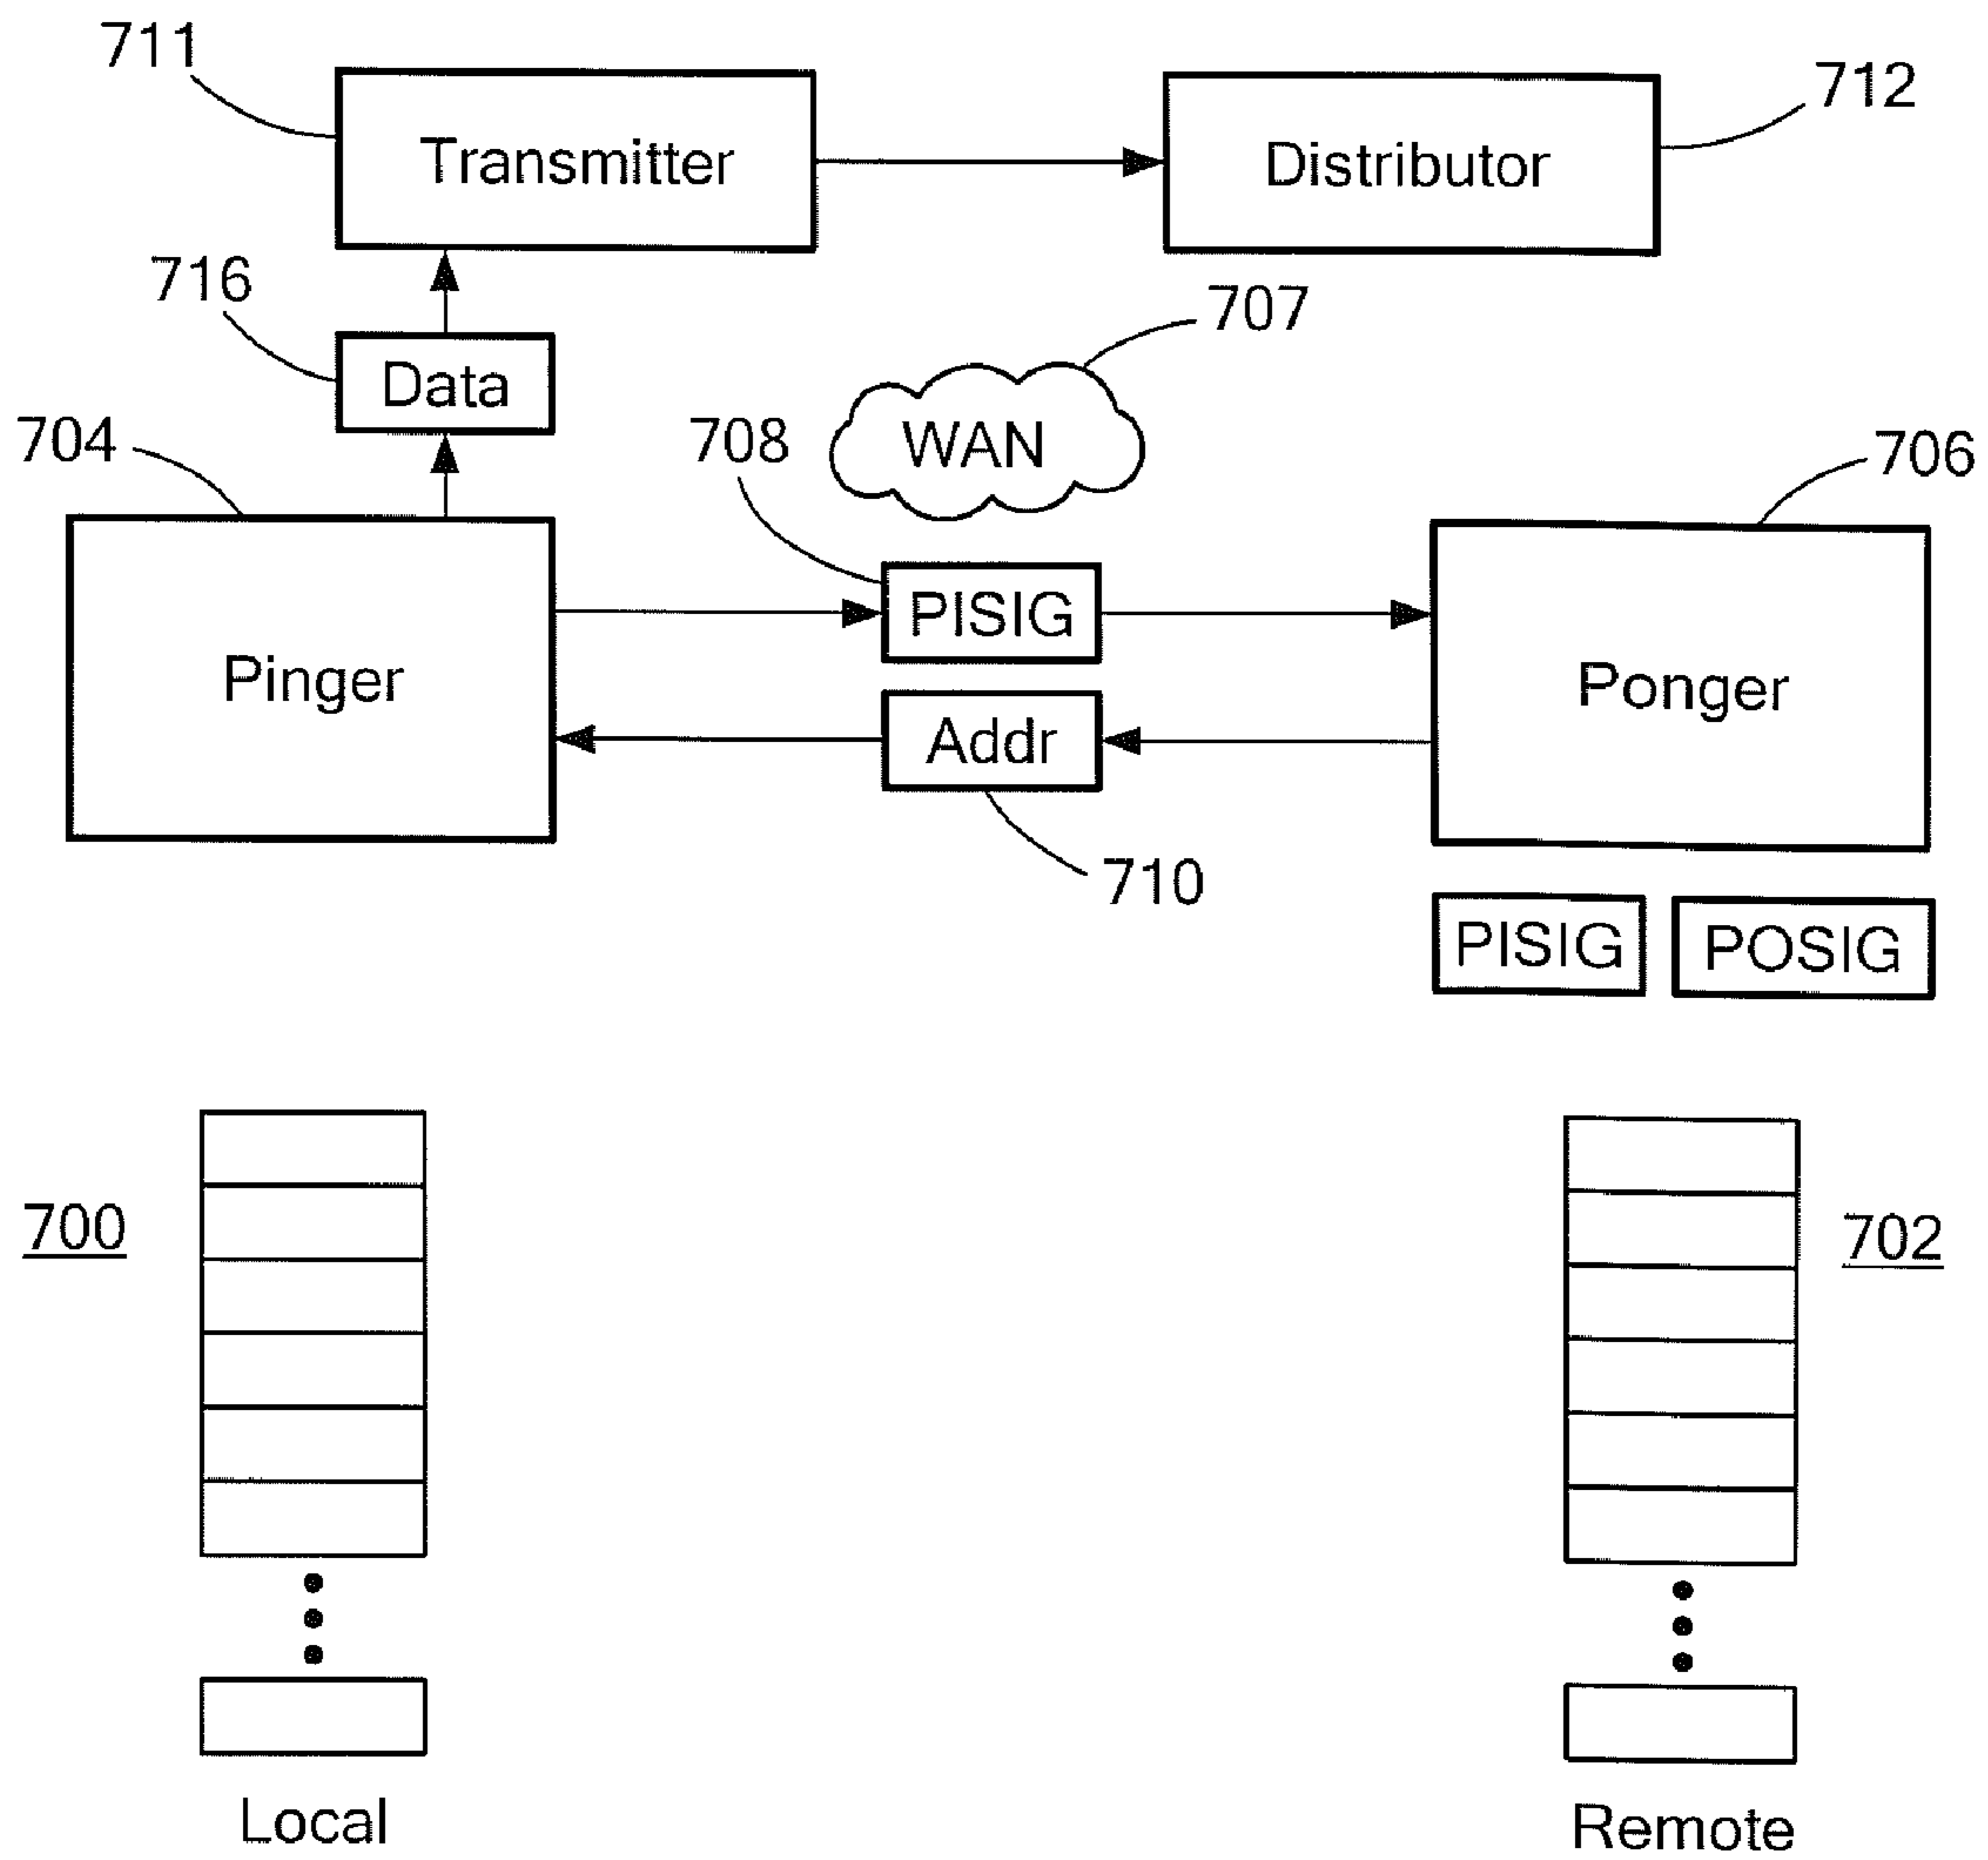 711
Transmitter
Distributor
712
716
Data
707
WAN
704
708
706
Pinger
PISIG
Ponger
Addr
710
PISIG
POSIG
700
702
Local
Remote